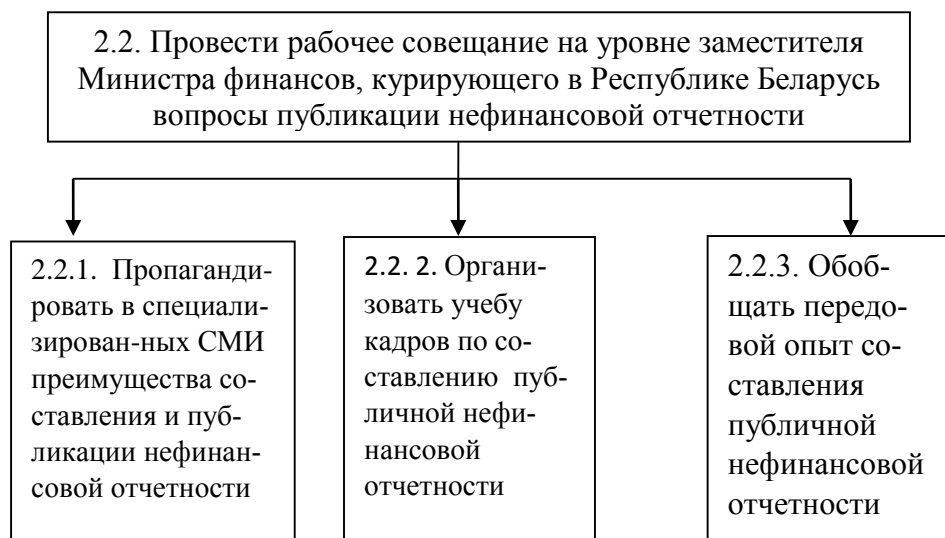 2.2. Провести рабочее совещание на уровне заместителя
Министра финансов, курирующего в Республике Беларусь
вопросы публикации нефинансовой отчетности
2.2.1. Пропаганди-
ровать в специали-
зирован-ных СМИ
преимущества со-
ставления и пуб-
ликации нефинан-
совой отчетности
2.2. 2. Органи-
зовать учебу
кадров по со-
ставлению пуб-
личной нефи-
нансовой
отчетности
2.2.3. Обоб-
щать передо-
вой опыт со-
ставления
публичной
нефинансовой
отчетности